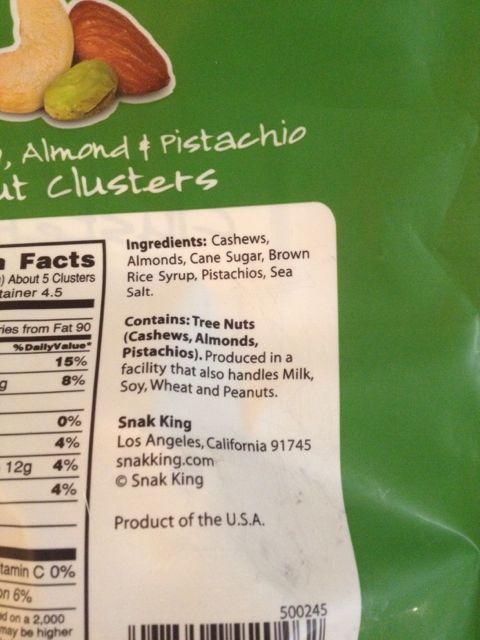 , Almond & Pistachio
ut Clusters
Facts
) About 5 Clusters
tainer 4.5
ries from Fat 90
% Daily Value*
15%
g 8%
0%
4%
12g 4%
4%
tamin C 0%
on 6%
d on a 2,000
may be higher
Ingredients: Cashews,
Almonds, Cane Sugar, Brown
Rice Syrup, Pistachios, Sea
Salt.
Contains: Tree Nuts
(Cashews, Almonds,
Pistachios). Produced in a
facility that also handles Milk,
Soy, Wheat and Peanuts.
Snak King
Los Angeles, California 91745
snakking.com
© Snak King
Product of the U.S.A.
500245